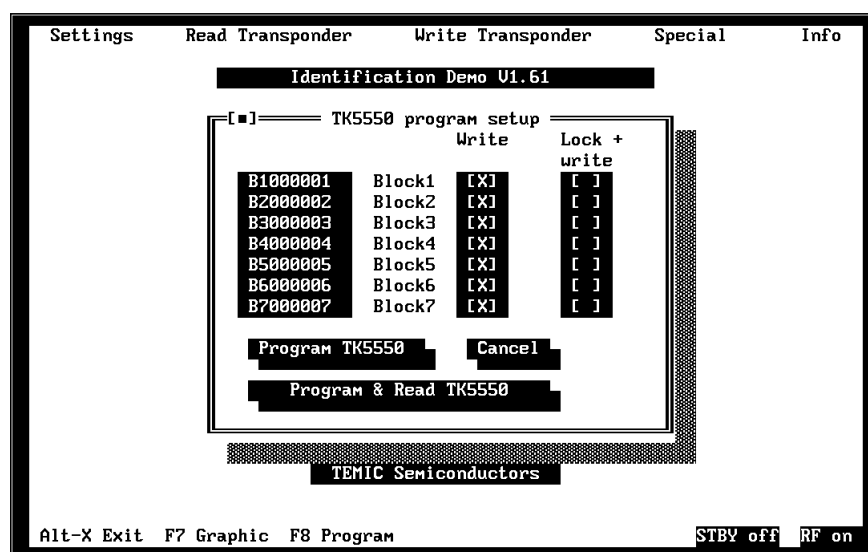 Settings Read Transponder Write Transponder Special Info
Identification Demo V1.61
[■] TK5550 program setup
Write Lock +
write
B1000001 Block1 [X] [ ]
B2000002 Block2 [X] [ ]
B3000003 Block3 [X] [ ]
B4000004 Block4 [X] [ ]
B5000005 Block5 [X] [ ]
B6000006 Block6 [X] [ ]
B7000007 Block7 [X] [ ]
Program TK5550 Cancel
Program & Read TK5550
TEMIC Semiconductors
Alt-X Exit F7 Graphic F8 Program STBY off RF on